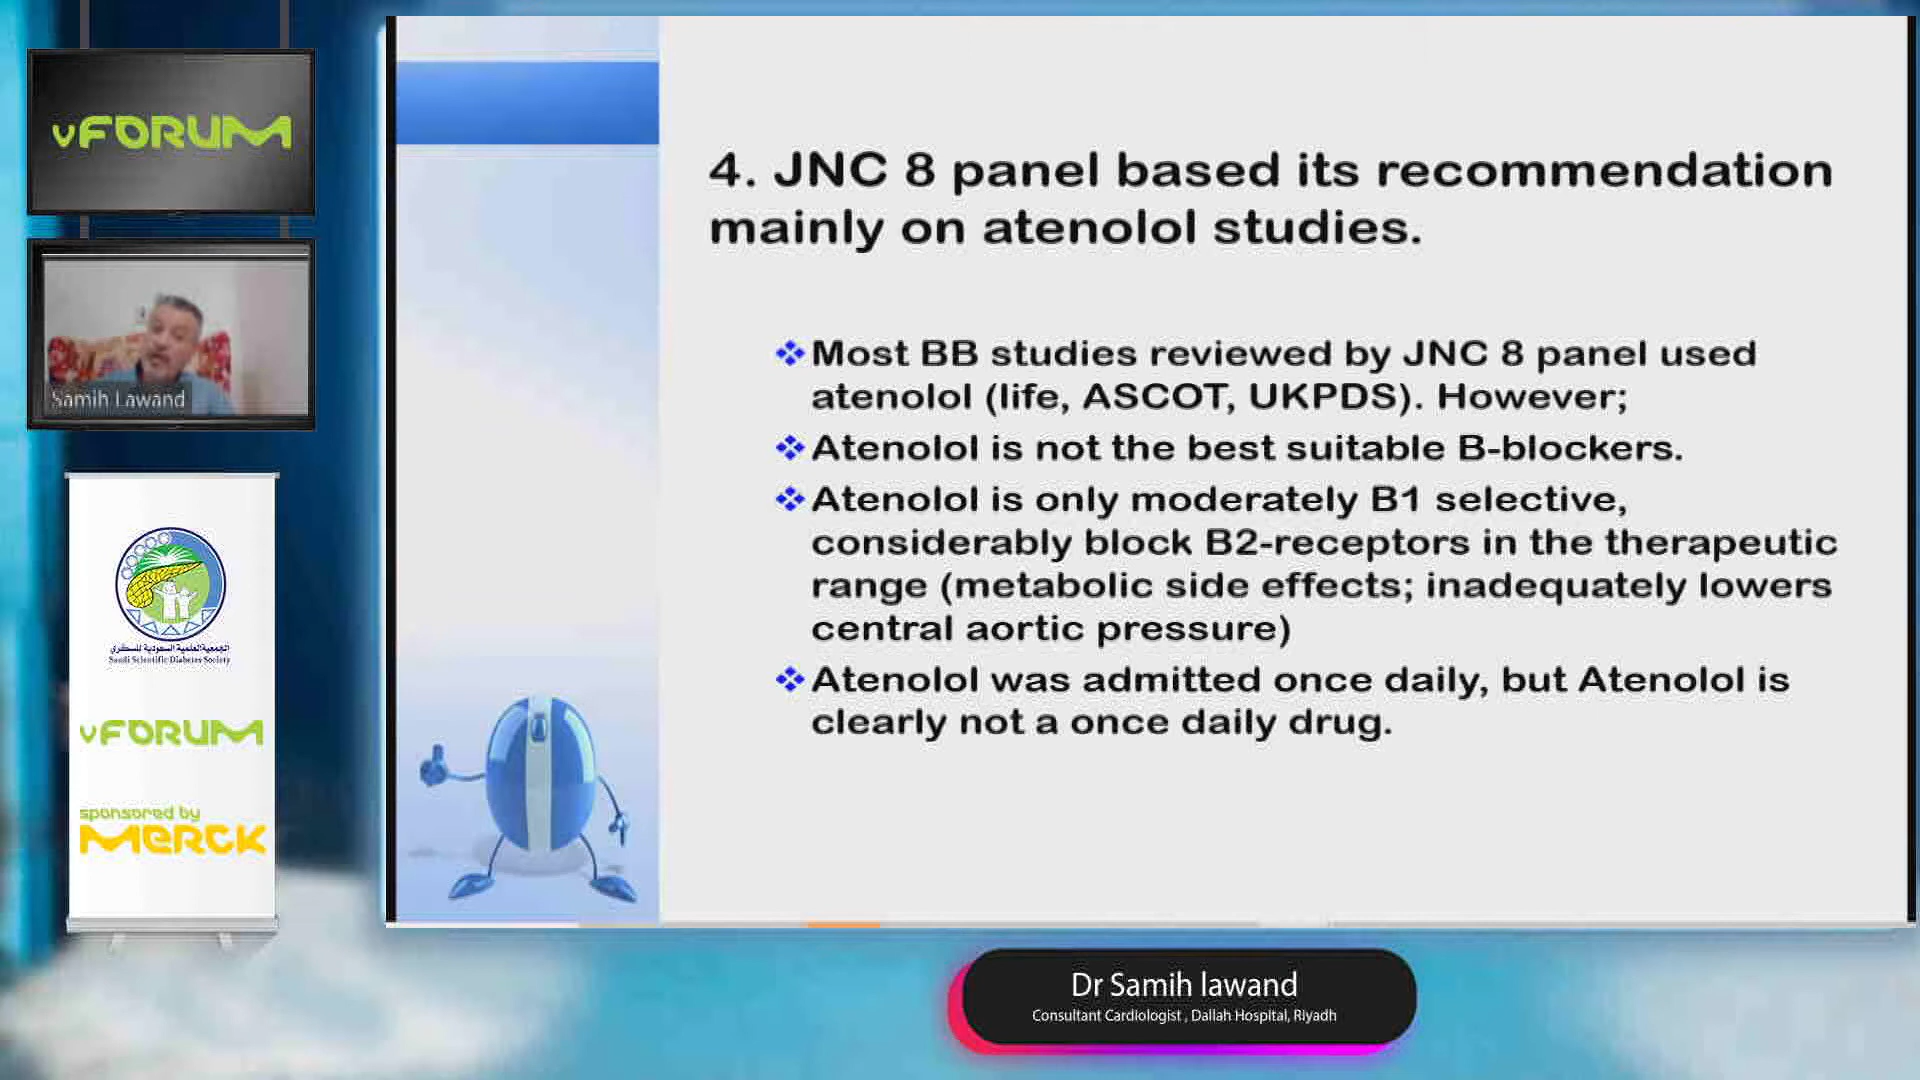 vFORUM
Samih Lawand
الجمعية العلمية السعودية للسكري
Saudi Scientific Diabetes Society
vFORUM
sponsored by
MERCK
4. JNC 8 panel based its recommendation
mainly on atenolol studies.
Most BB studies reviewed by JNC 8 panel used
atenolol (life, ASCOT, UKPDS). However;
Atenolol is not the best suitable B-blockers.
Atenolol is only moderately B1 selective,
considerably block B2-receptors in the therapeutic
range (metabolic side effects; inadequately lowers
central aortic pressure)
Atenolol was admitted once daily, but Atenolol is
clearly not a once daily drug.
Dr Samih lawand
Consultant Cardiologist , Dallah Hospital, Riyadh